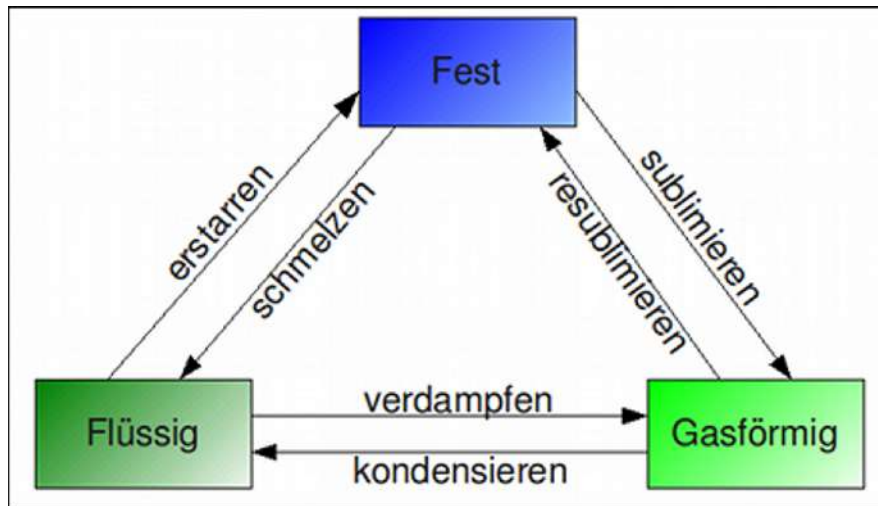 Fest
erstarren
schmelzen
resublimieren
sublimieren
Flüssig
verdampfen
kondensieren
Gasförmig